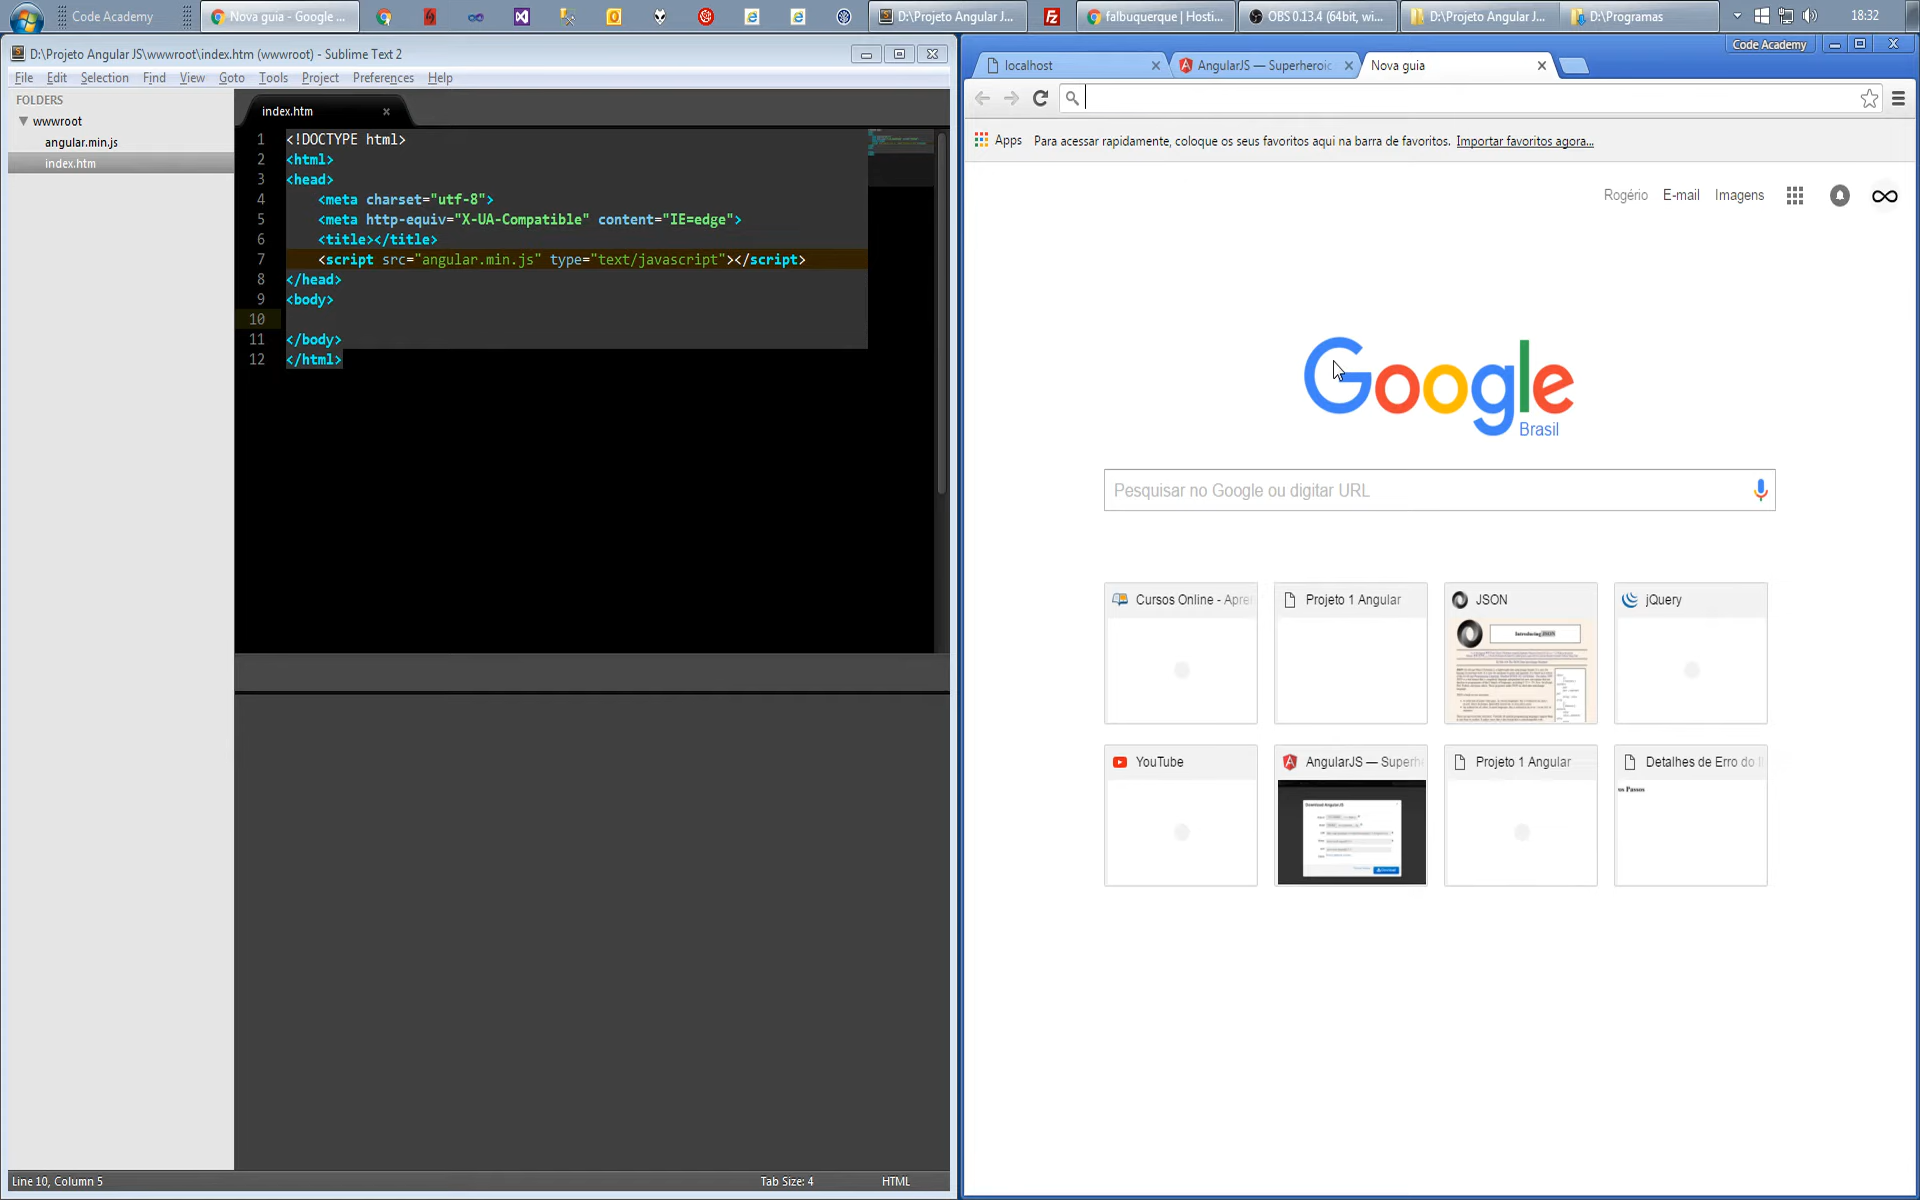 Code Academy
Nova guia - Google ...
D:\Projeto Angular J...
falbuquerque | Hosti...
OBS 0.13.4 (64bit, wi...
D:\Projeto Angular J...
D:\Programas
18:32
D:\Projeto Angular JS\wwwroot\index.htm (wwwroot) - Sublime Text 2
File Edit Selection Find View Goto Tools Project Preferences Help
FOLDERS
wwwroot
angular.min.js
index.htm
index.htm
1 <!DOCTYPE html>
2 <html>
3 <head>
4 <meta charset="utf-8">
5 <meta http-equiv="X-UA-Compatible" content="IE=edge">
6 <title></title>
7 <script src="angular.min.js" type="text/javascript"></script>
8 </head>
9 <body>
10
11 </body>
12 </html>
Line 10, Column 5
Tab Size: 4
HTML
Code Academy
localhost
AngularJS — Superheroic
Nova guia
Apps
Para acessar rapidamente, coloque os seus favoritos aqui na barra de favoritos. Importar favoritos agora...
Rogério E-mail Imagens
Google
Brasil
Pesquisar no Google ou digitar URL
Cursos Online - Apre
Projeto 1 Angular
JSON
jQuery
Introducing JSON
YouTube
AngularJS — Superh
Projeto 1 Angular
Detalhes de Erro do I
Download AngularJS
os Passos
Download